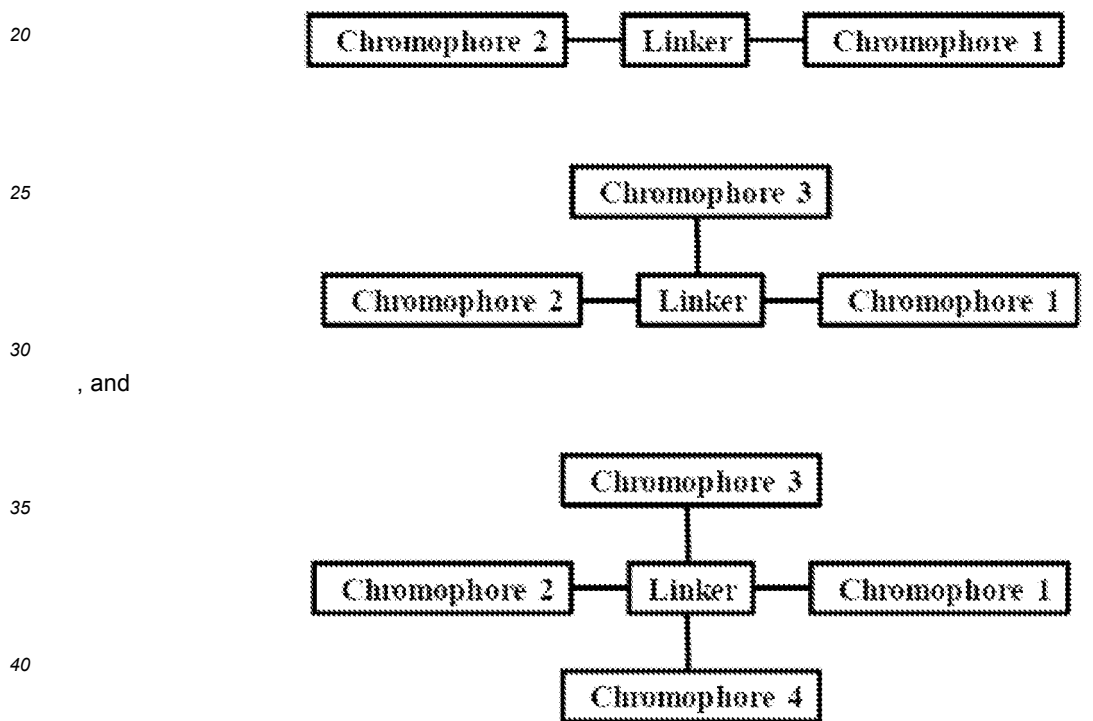 20 Chromophore 2 Linker Chromophore 1
25 Chromophore 3
Chromophore 2 Linker Chromophore 1
30
, and
Chromophore 3
35
Chromophore 2 Linker Chromophore 1
40
Chromophore 4